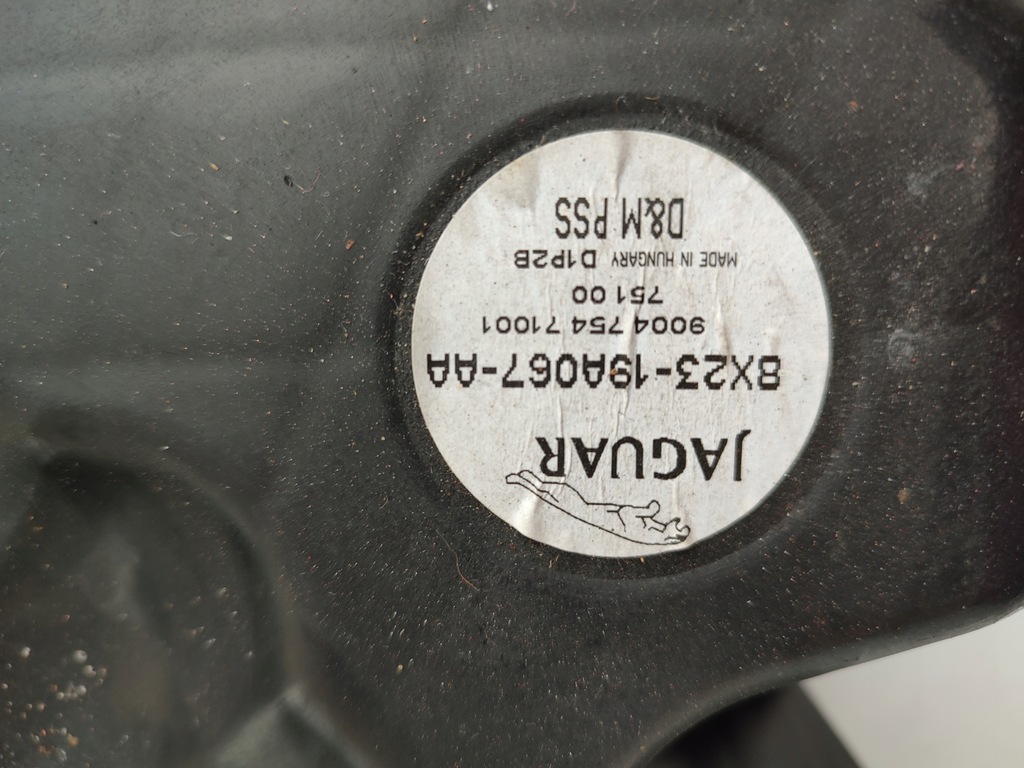 JAGUAR
8X23-19A067-AA
9004 754 71001
751 00
MADE IN HUNGARY D1P2B
D&M PSS